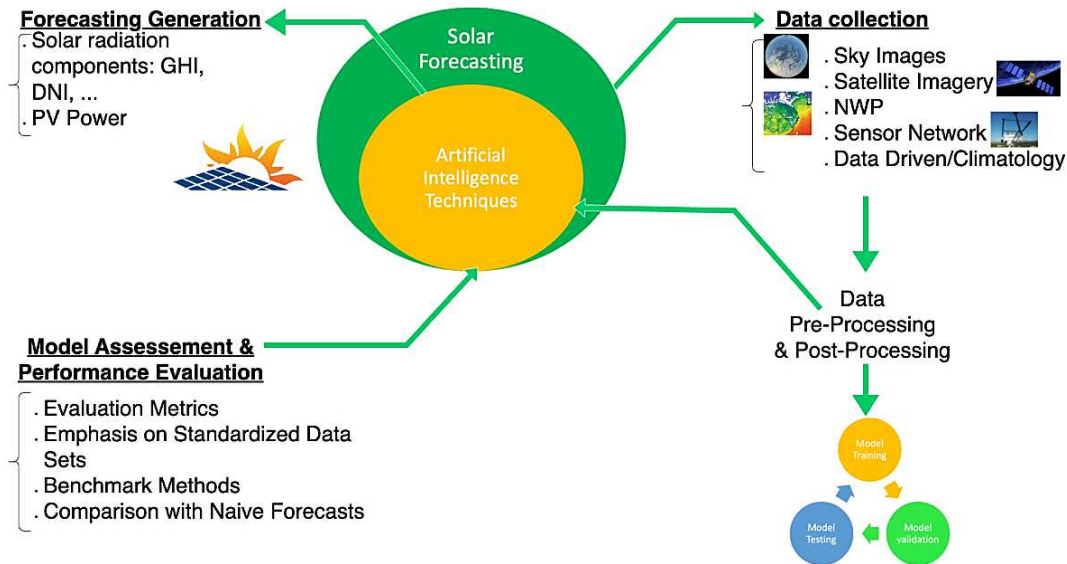 Forecasting Generation
. Solar radiation
components: GHI,
DNI, ...
. PV Power
Solar
Forecasting
Artificial
Intelligence
Techniques
Data collection
. Sky Images
. Satellite Imagery
. NWP
. Sensor Network
. Data Driven/Climatology
Data
Pre-Processing
& Post-Processing
Model Assessement &
Performance Evaluation
. Evaluation Metrics
. Emphasis on Standardized Data
Sets
. Benchmark Methods
. Comparison with Naive Forecasts
Model
Training
Model
Testing
Model
validation